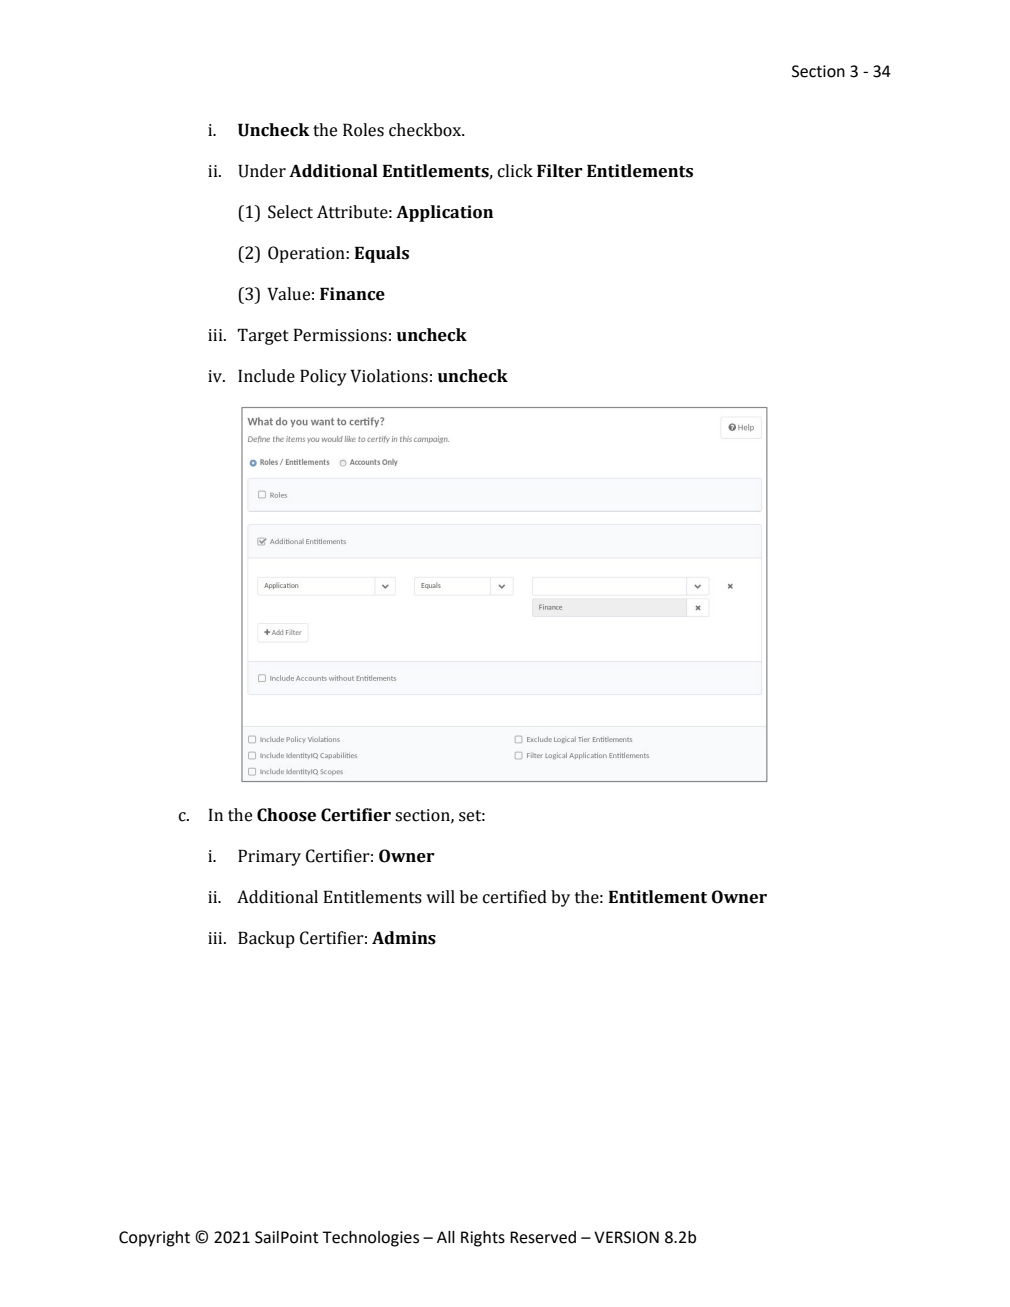 Section 3 - 34
i. Uncheck the Roles checkbox.
ii. Under Additional Entitlements, click Filter Entitlements
(1) Select Attribute: Application
(2) Operation: Equals
(3) Value: Finance
iii. Target Permissions: uncheck
iv. Include Policy Violations: uncheck
What do you want to certify?
Help
Define the items you would like to certify in this campaign.
Roles / Entitlements Accounts Only
Roles
Additional Entitlements
Application Equals
Finance
Add Filter
Include Accounts without Entitlements
Include Policy Violations Exclude Logical Tier Entitlements
Include IdentityIQ Capabilities Filter Logical Application Entitlements
Include IdentityIQ Scopes
c. In the Choose Certifier section, set:
i. Primary Certifier: Owner
ii. Additional Entitlements will be certified by the: Entitlement Owner
iii. Backup Certifier: Admins
Copyright © 2021 SailPoint Technologies – All Rights Reserved – VERSION 8.2b